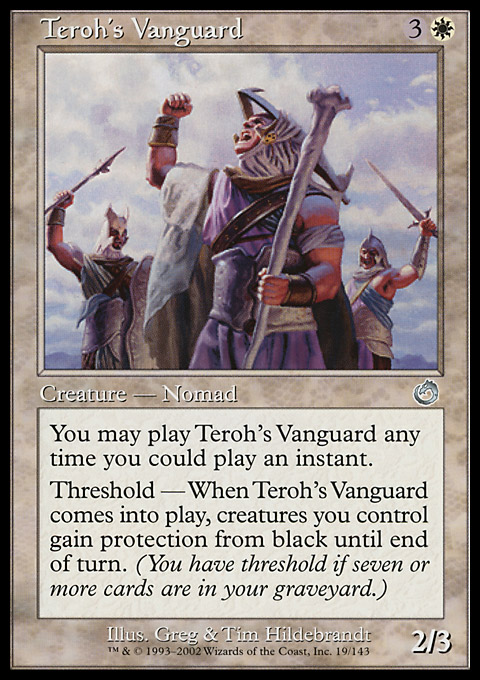 Teroh's Vanguard 3
Creature — Nomad
You may play Teroh's Vanguard any
time you could play an instant.
Threshold — When Teroh's Vanguard
comes into play, creatures you control
gain protection from black until end
of turn. (You have threshold if seven or
more cards are in your graveyard.)
Illus. Greg & Tim Hildebrandt
™ & © 1993–2002 Wizards of the Coast, Inc. 19/143
2/3